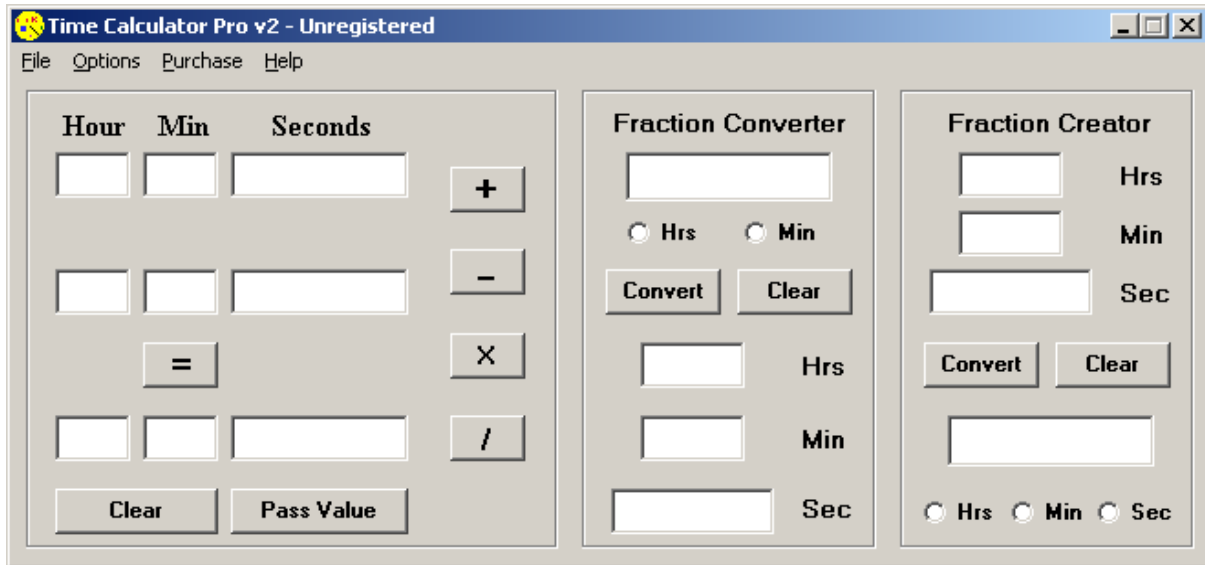 Time Calculator Pro v2 - Unregistered
File Options Purchase Help
Hour Min Seconds
+
-
=
X
/
Clear Pass Value
Fraction Converter
Hrs Min
Convert Clear
Hrs
Min
Sec
Fraction Creator
Hrs
Min
Sec
Convert Clear
Hrs Min Sec